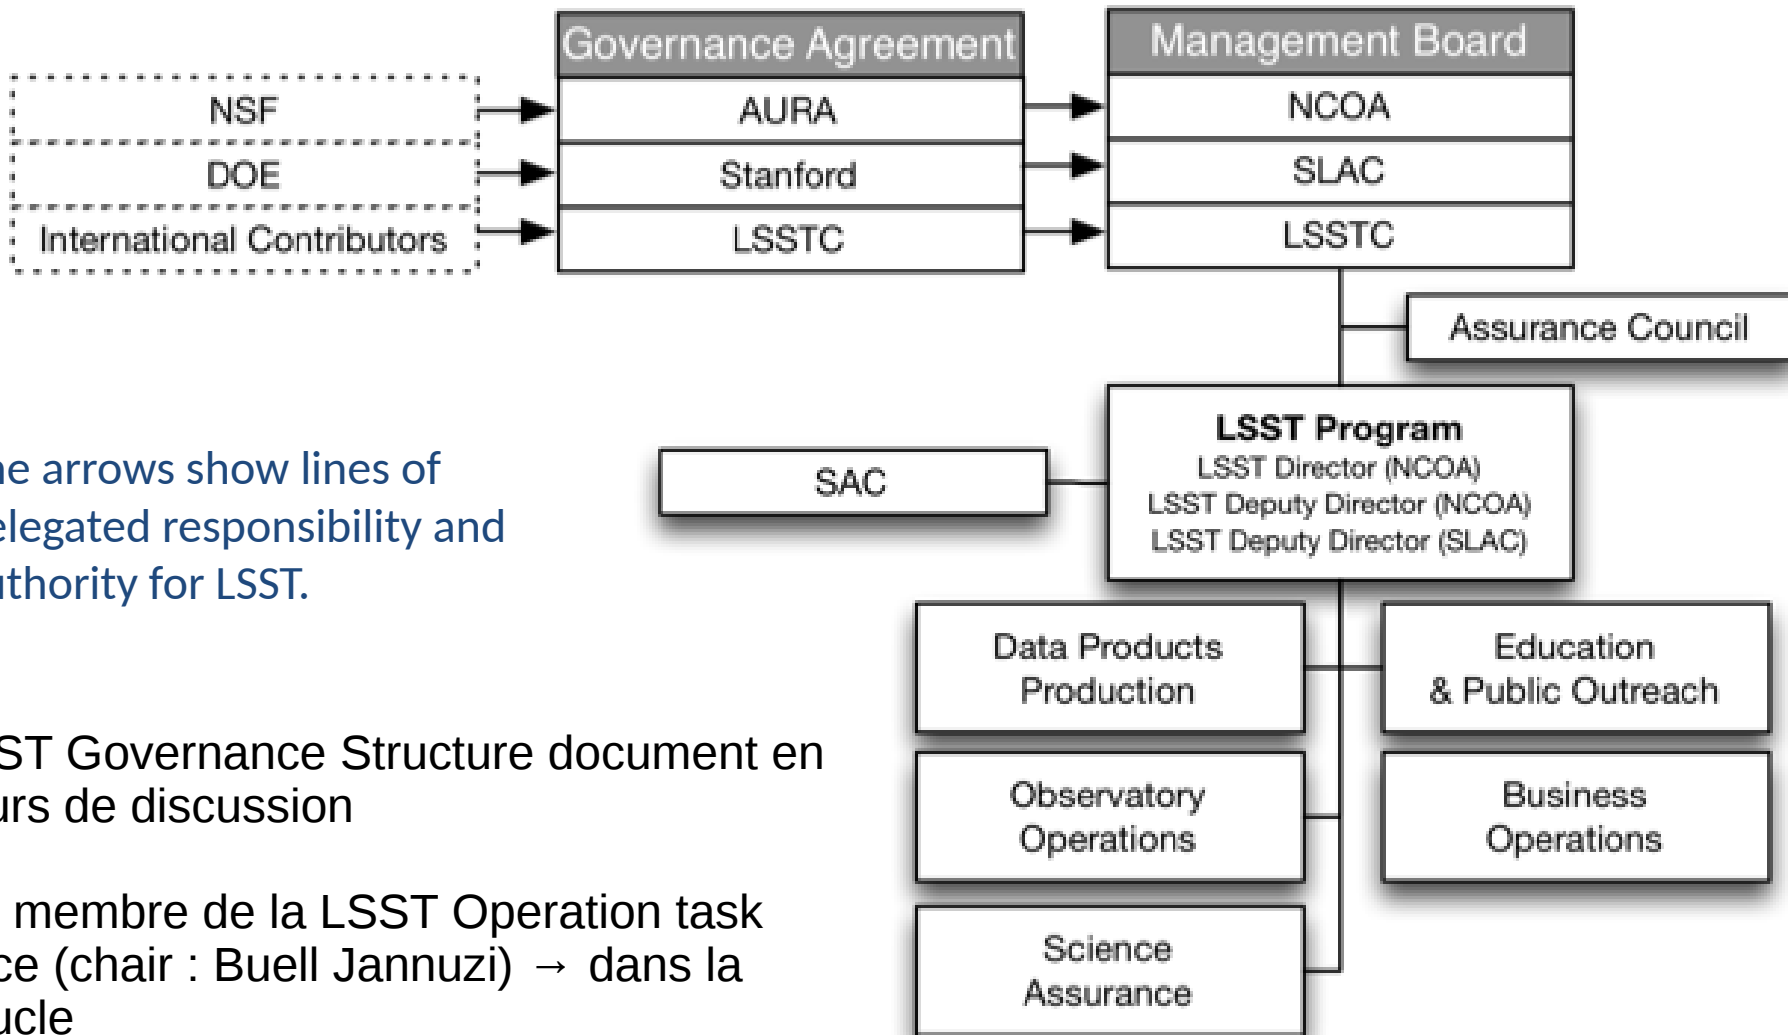 Governance Agreement
Management Board
NSF
AURA
NCOA
DOE
Stanford
SLAC
International Contributors
LSSTC
LSSTC
Assurance Council
LSST Program
LSST Director (NCOA)
LSST Deputy Director (NCOA)
LSST Deputy Director (SLAC)
SAC
he arrows show lines of
elegated responsibility and
uthority for LSST.
Data Products
Production
Education
& Public Outreach
Observatory
Operations
Business
Operations
Science
Assurance
ST Governance Structure document en
urs de discussion
membre de la LSST Operation task
ce (chair : Buell Jannuzi) → dans la
ucle